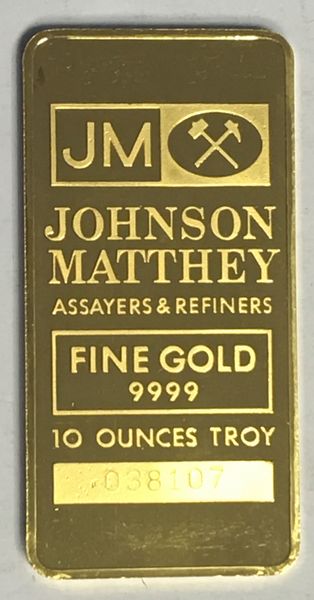 JM
JOHNSON
MATTHEY
ASSAYERS & REFINERS
FINE GOLD
9999
10 OUNCES TROY
038107